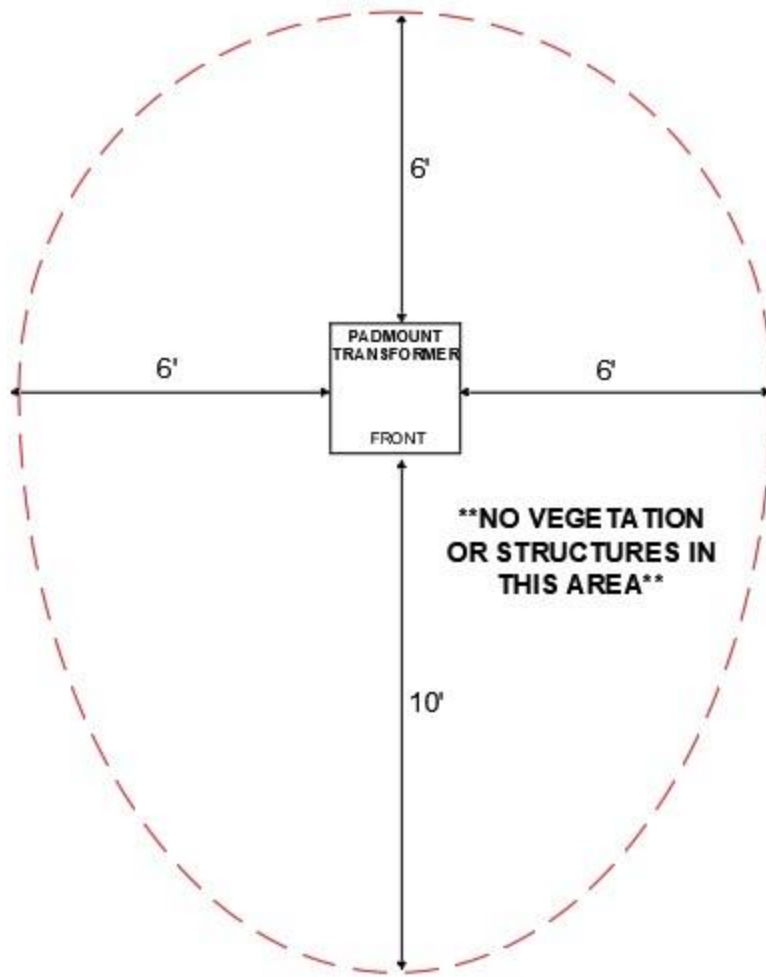 6'
PADMOUNT
TRANSFORMER
6'
6'
FRONT
**NO VEGETATION
OR STRUCTURES IN
THIS AREA**
10'